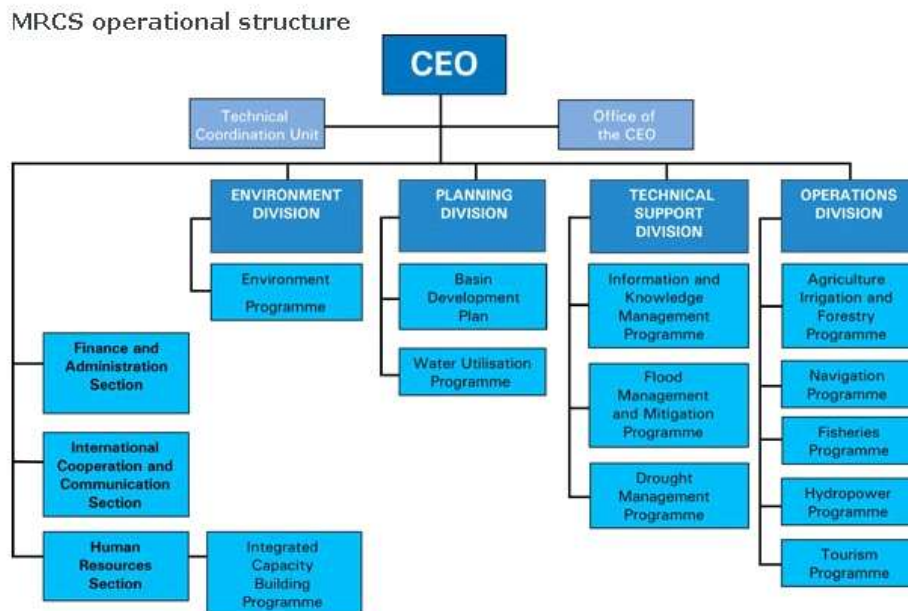 MRCS operational structure
CEO
Technical
Coordination Unit
Office of
the CEO
ENVIRONMENT
DIVISION
PLANNING
DIVISION
TECHNICAL
SUPPORT
DIVISION
OPERATIONS
DIVISION
Environment
Programme
Basin
Development
Plan
Information and
Knowledge
Management
Programme
Agriculture
Irrigation and
Forestry
Programme
Finance and
Administration
Section
Water Utilisation
Programme
Flood
Management
and Mitigation
Programme
Navigation
Programme
Fisheries
Programme
International
Cooperation and
Communication
Section
Drought
Management
Programme
Hydropower
Programme
Human
Resources
Section
Integrated
Capacity
Building
Programme
Tourism
Programme